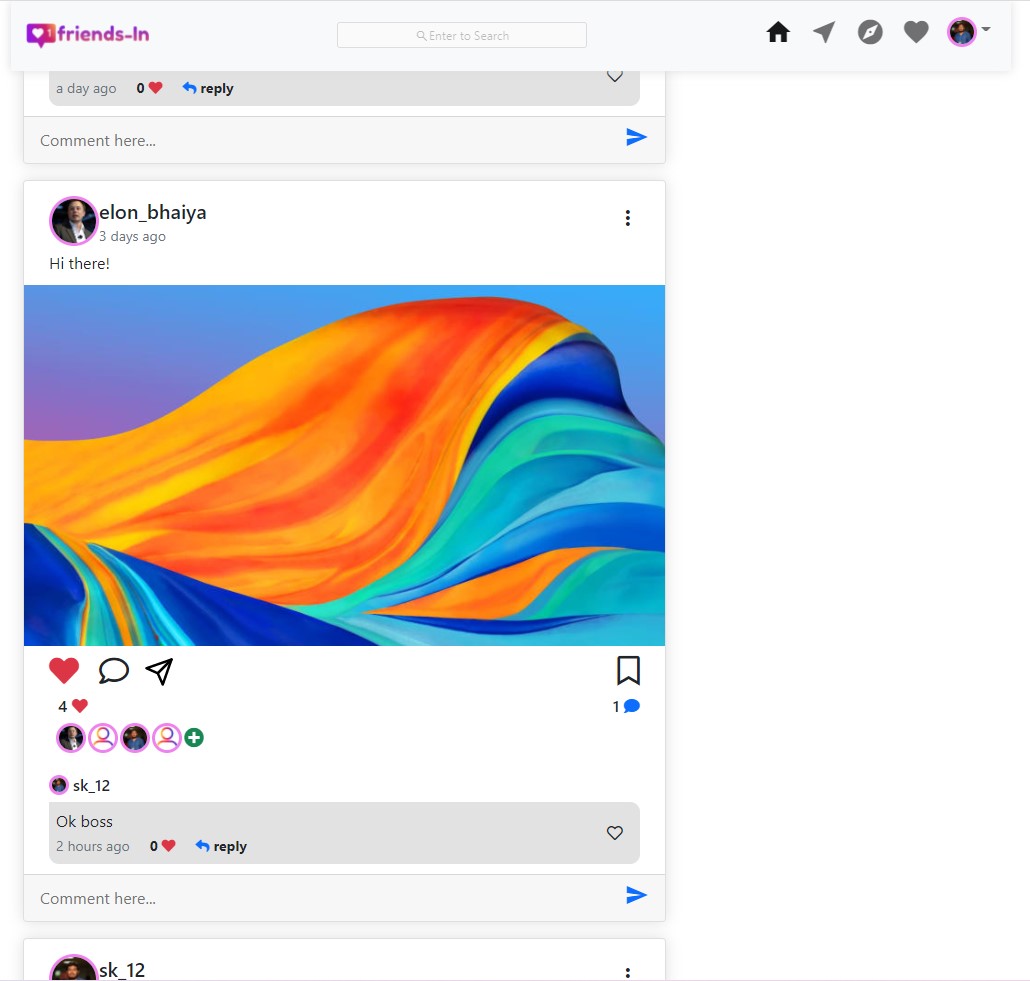 1 friends-In
Enter to Search
a day ago 0 reply
Comment here...
elon_bhaiya
3 days ago
Hi there!
4 1
sk_12
Ok boss
2 hours ago 0 reply
Comment here...
sk_12